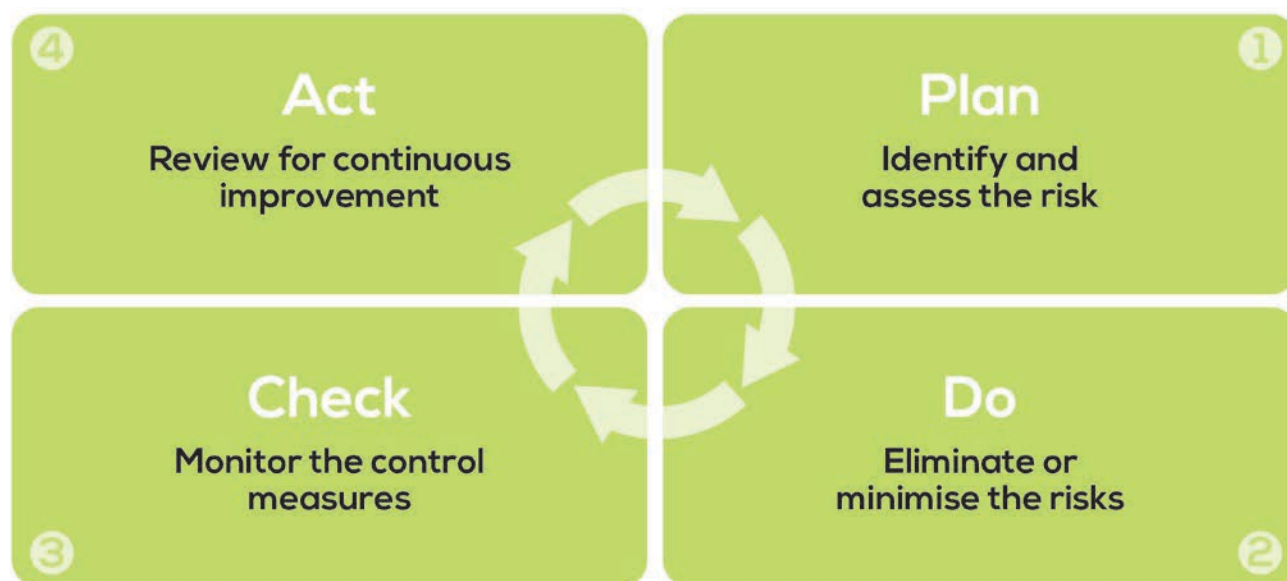 4
Act
Review for continuous
improvement
1
Plan
Identify and
assess the risk
Check
Monitor the control
measures
3
Do
Eliminate or
minimise the risks
2